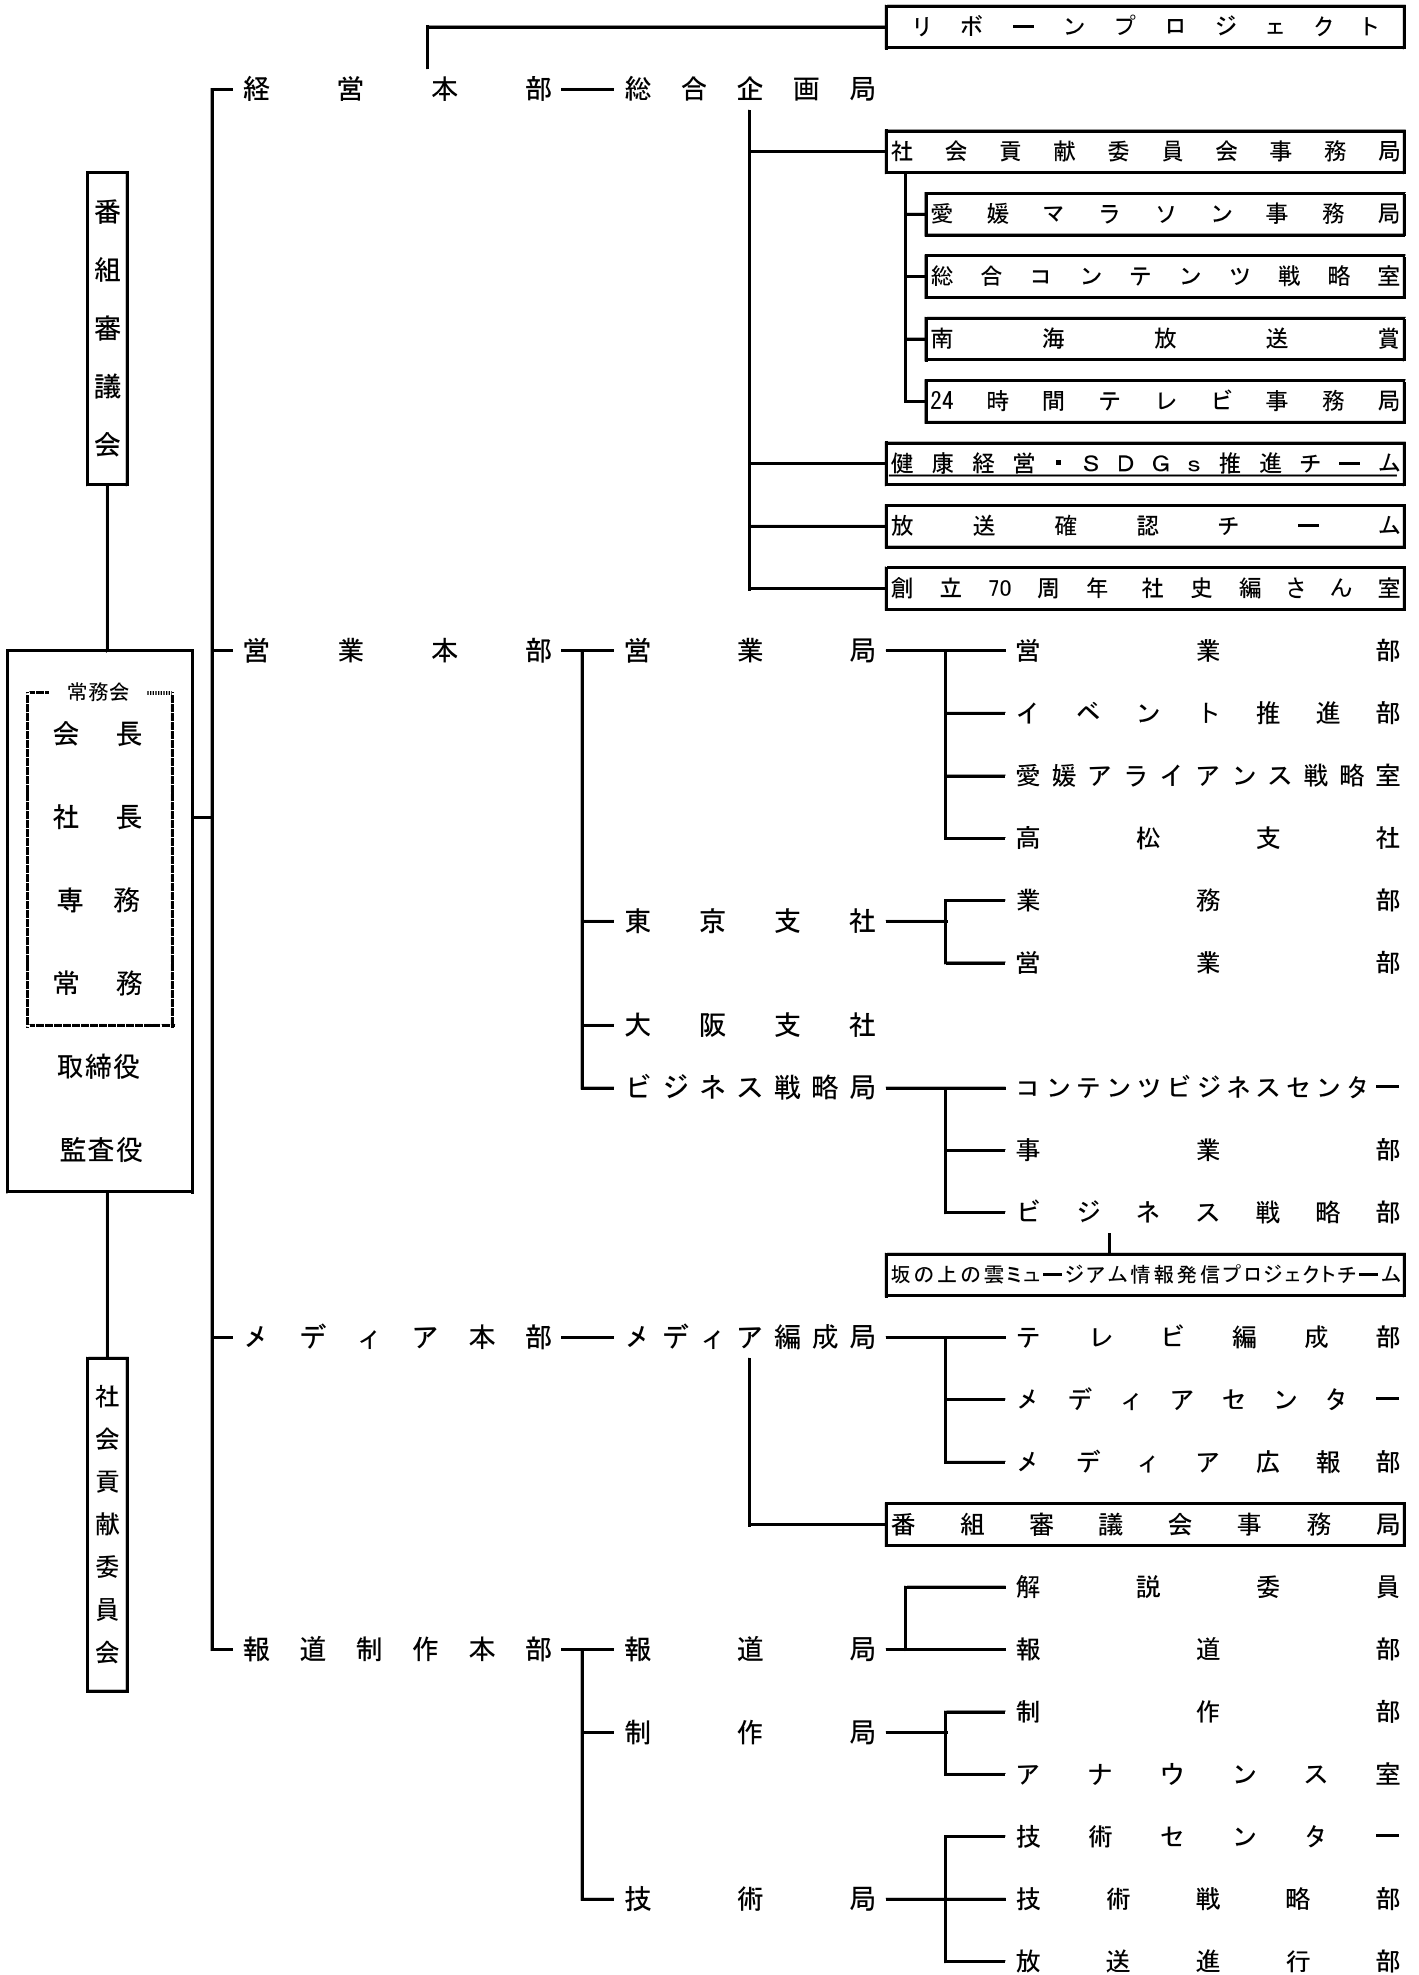 リボーンプロジェクト
経営本部
総合企画局
社会貢献委員会事務局
愛媛マラソン事務局
総合コンテンツ戦略室
南海放送賞
24時間テレビ事務局
健康経営・SDGs推進チーム
放送確認チーム
創立70周年社史編さん室
番組審議会
常務会
会長
社長
専務
常務
取締役
監査役
社会貢献委員会
営業本部
営業局
営業部
イベント推進部
愛媛アライアンス戦略室
高松支社
東京支社
業務部
営業部
大阪支社
ビジネス戦略局
コンテンツビジネスセンター
事業部
ビジネス戦略部
坂の上の雲ミュージアム情報発信プロジェクトチーム
メディア本部
メディア編成局
テレビ編成部
メディアセンター
メディア広報部
番組審議会事務局
報道制作本部
報道局
解説委員
報道部
制作局
制作部
アナウンス室
技術局
技術センター
技術戦略部
放送進行部